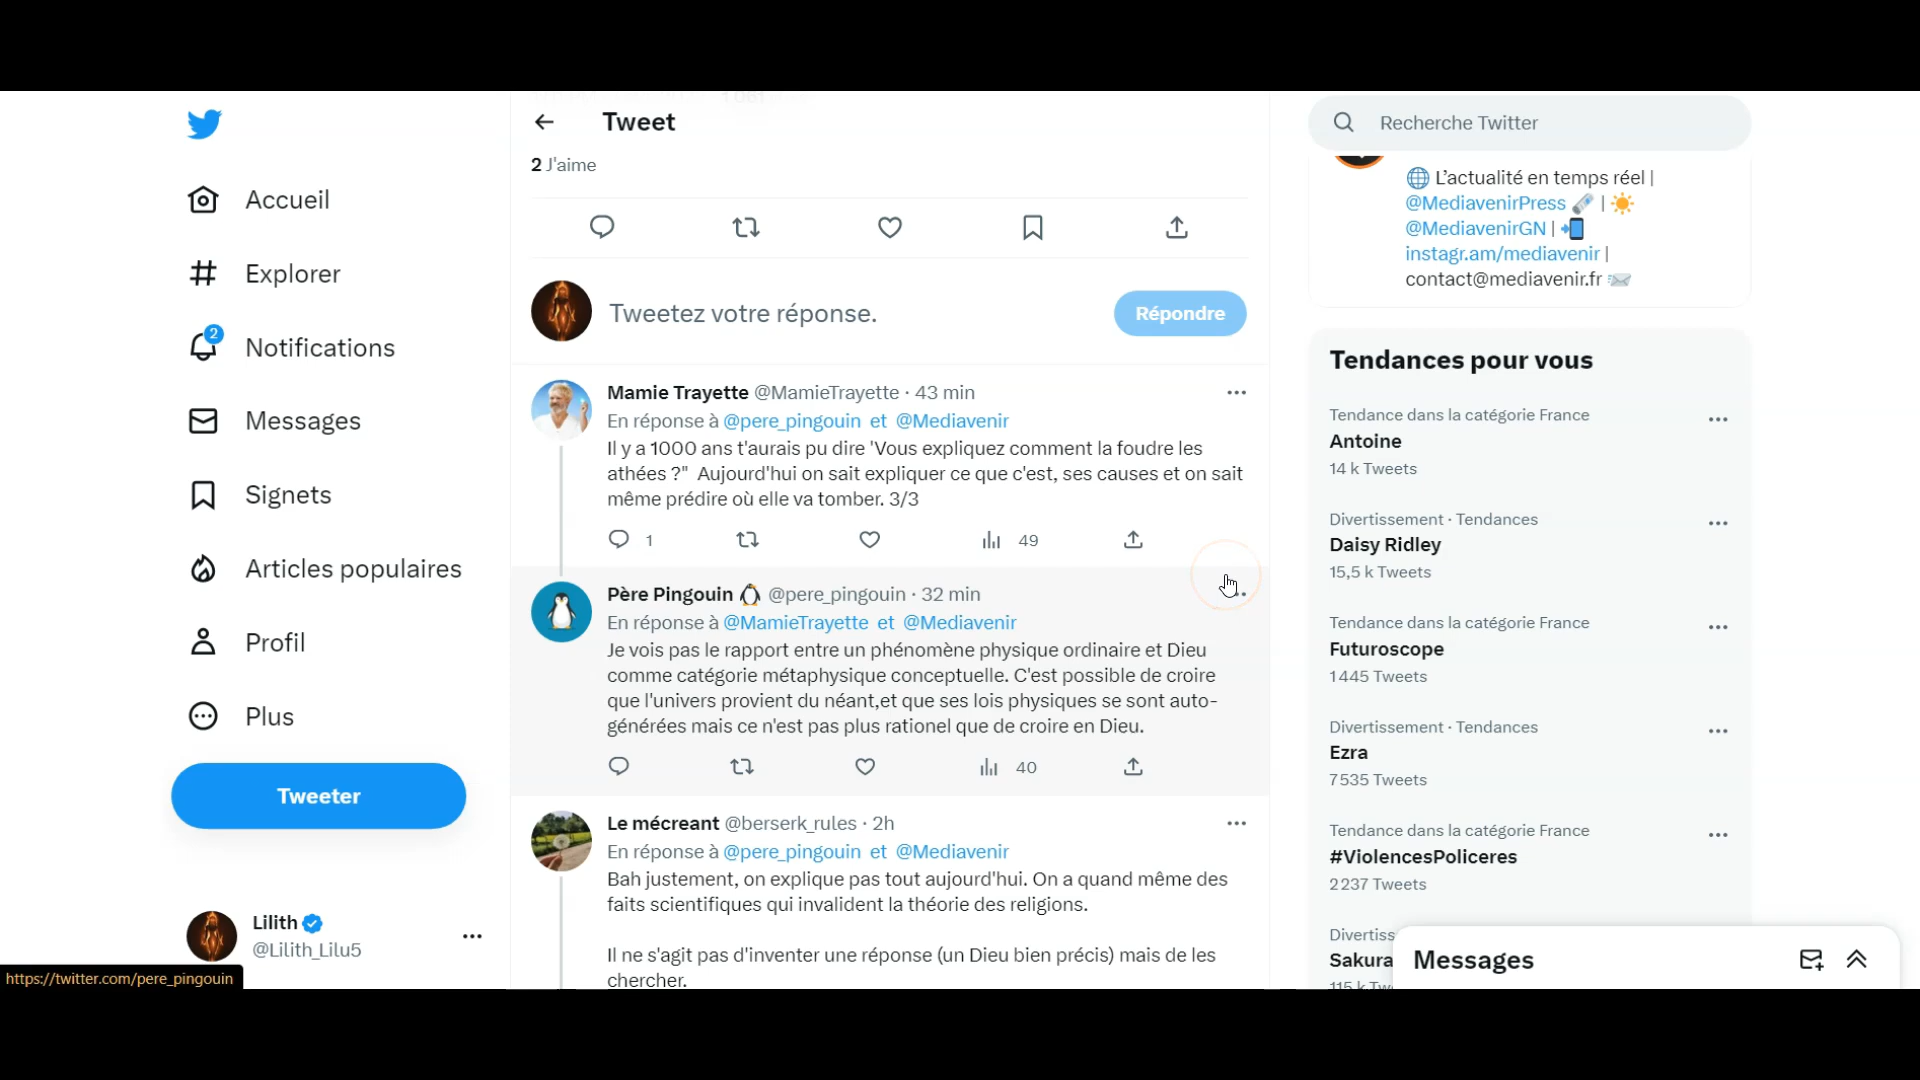 Tweet
2 J'aime
Accueil
Explorer
2
Notifications
Messages
Signets
Articles populaires
Profil
Plus
Tweeter
Lilith
@Lilith_Lilu5
https://twitter.com/pere_pingouin
Tweetez votre réponse.
Répondre
Mamie Trayette @MamieTrayette · 43 min
En réponse à @pere_pingouin et @Mediavenir
Il y a 1000 ans t'aurais pu dire 'Vous expliquez comment la foudre les
athées ?" Aujourd'hui on sait expliquer ce que c'est, ses causes et on sait
même prédire où elle va tomber. 3/3
1 49
Père Pingouin 🐧 @pere_pingouin · 32 min
En réponse à @MamieTrayette et @Mediavenir
Je vois pas le rapport entre un phénomène physique ordinaire et Dieu
comme catégorie métaphysique conceptuelle. C'est possible de croire
que l'univers provient du néant,et que ses lois physiques se sont auto-
générées mais ce n'est pas plus rationel que de croire en Dieu.
40
Le mécreant @berserk_rules · 2h
En réponse à @pere_pingouin et @Mediavenir
Bah justement, on explique pas tout aujourd'hui. On a quand même des
faits scientifiques qui invalident la théorie des religions.
Il ne s'agit pas d'inventer une réponse (un Dieu bien précis) mais de les
chercher.
Recherche Twitter
🌐 L'actualité en temps réel |
@MediavenirPress 🗞️ | ☀️
@MediavenirGN | 📲
instagr.am/mediavenir |
contact@mediavenir.fr 📨
Tendances pour vous
Tendance dans la catégorie France
Antoine
14 k Tweets
Divertissement · Tendances
Daisy Ridley
15,5 k Tweets
Tendance dans la catégorie France
Futuroscope
1 445 Tweets
Divertissement · Tendances
Ezra
7 535 Tweets
Tendance dans la catégorie France
#ViolencesPoliceres
2 237 Tweets
Divertiss
Sakura
115 k Tw
Messages